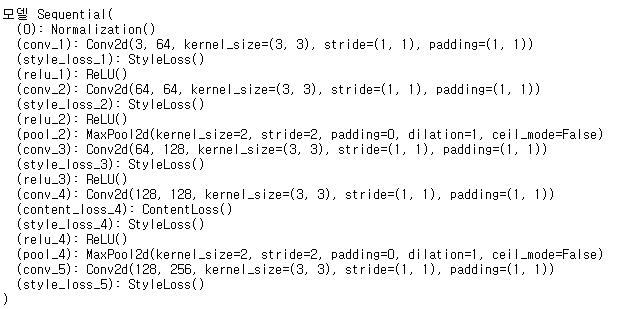 모델 Sequential(
  (0): Normalization()
  (conv_1): Conv2d(3, 64, kernel_size=(3, 3), stride=(1, 1), padding=(1, 1))
  (style_loss_1): StyleLoss()
  (relu_1): ReLU()
  (conv_2): Conv2d(64, 64, kernel_size=(3, 3), stride=(1, 1), padding=(1, 1))
  (style_loss_2): StyleLoss()
  (relu_2): ReLU()
  (pool_2): MaxPool2d(kernel_size=2, stride=2, padding=0, dilation=1, ceil_mode=False)
  (conv_3): Conv2d(64, 128, kernel_size=(3, 3), stride=(1, 1), padding=(1, 1))
  (style_loss_3): StyleLoss()
  (relu_3): ReLU()
  (conv_4): Conv2d(128, 128, kernel_size=(3, 3), stride=(1, 1), padding=(1, 1))
  (content_loss_4): ContentLoss()
  (style_loss_4): StyleLoss()
  (relu_4): ReLU()
  (pool_4): MaxPool2d(kernel_size=2, stride=2, padding=0, dilation=1, ceil_mode=False)
  (conv_5): Conv2d(128, 256, kernel_size=(3, 3), stride=(1, 1), padding=(1, 1))
  (style_loss_5): StyleLoss()
)